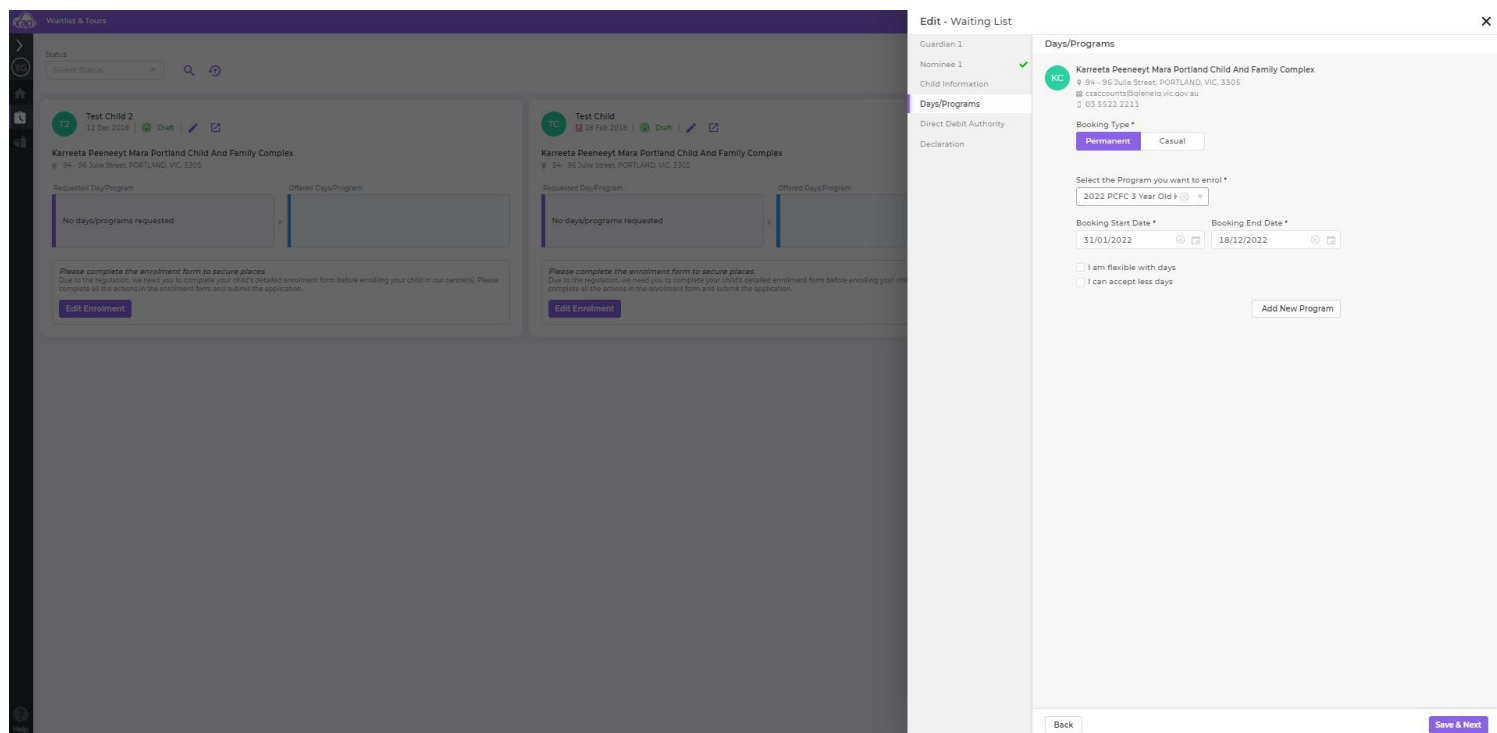 Xap
Waitlist & Tours
Status
Select Status
TG
T2
Test Child 2
12 Dec 2018 | Draft
Karreeta Peeneeyt Mara Portland Child And Family Complex
94 - 96 Julie Street, PORTLAND, VIC, 3305
Requested Day/Program
Offered Days/Program
No days/programs requested
Please complete the enrolment form to secure places.
Due to the regulation, we need you to complete your child's detailed enrolment form before enrolling your child in our centre(s). Please
complete all the actions in the enrolment form and submit the application.
Edit Enrolment
TC
Test Child
28 Feb 2018 | Draft
Karreeta Peeneeyt Mara Portland Child And Family Complex
94 - 96 Julie Street, PORTLAND, VIC, 3305
Requested Day/Program
Offered Days/Program
No days/programs requested
Please complete the enrolment form to secure places.
Due to the regulation, we need you to complete your child's detailed enrolment form before enrolling your chi
complete all the actions in the enrolment form and submit the application.
Edit Enrolment
Help
Edit - Waiting List
Guardian 1
Nominee 1
Child Information
Days/Programs
Direct Debit Authority
Declaration
Days/Programs
KC
Karreeta Peeneeyt Mara Portland Child And Family Complex
94 - 96 Julie Street, PORTLAND, VIC, 3305
csaccounts@glenelg.vic.gov.au
03 5522 2211
Booking Type *
Permanent Casual
Select the Program you want to enrol *
2022 PCFC 3 Year Old
Booking Start Date * Booking End Date *
31/01/2022 18/12/2022
I am flexible with days
I can accept less days
Add New Program
Back
Save & Next